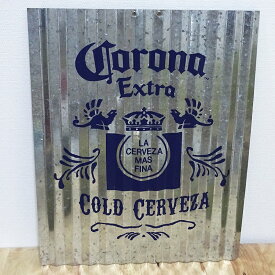 Corona
Extra
LA
CERVEZA
MAS
FINA
COLD CERVEZA